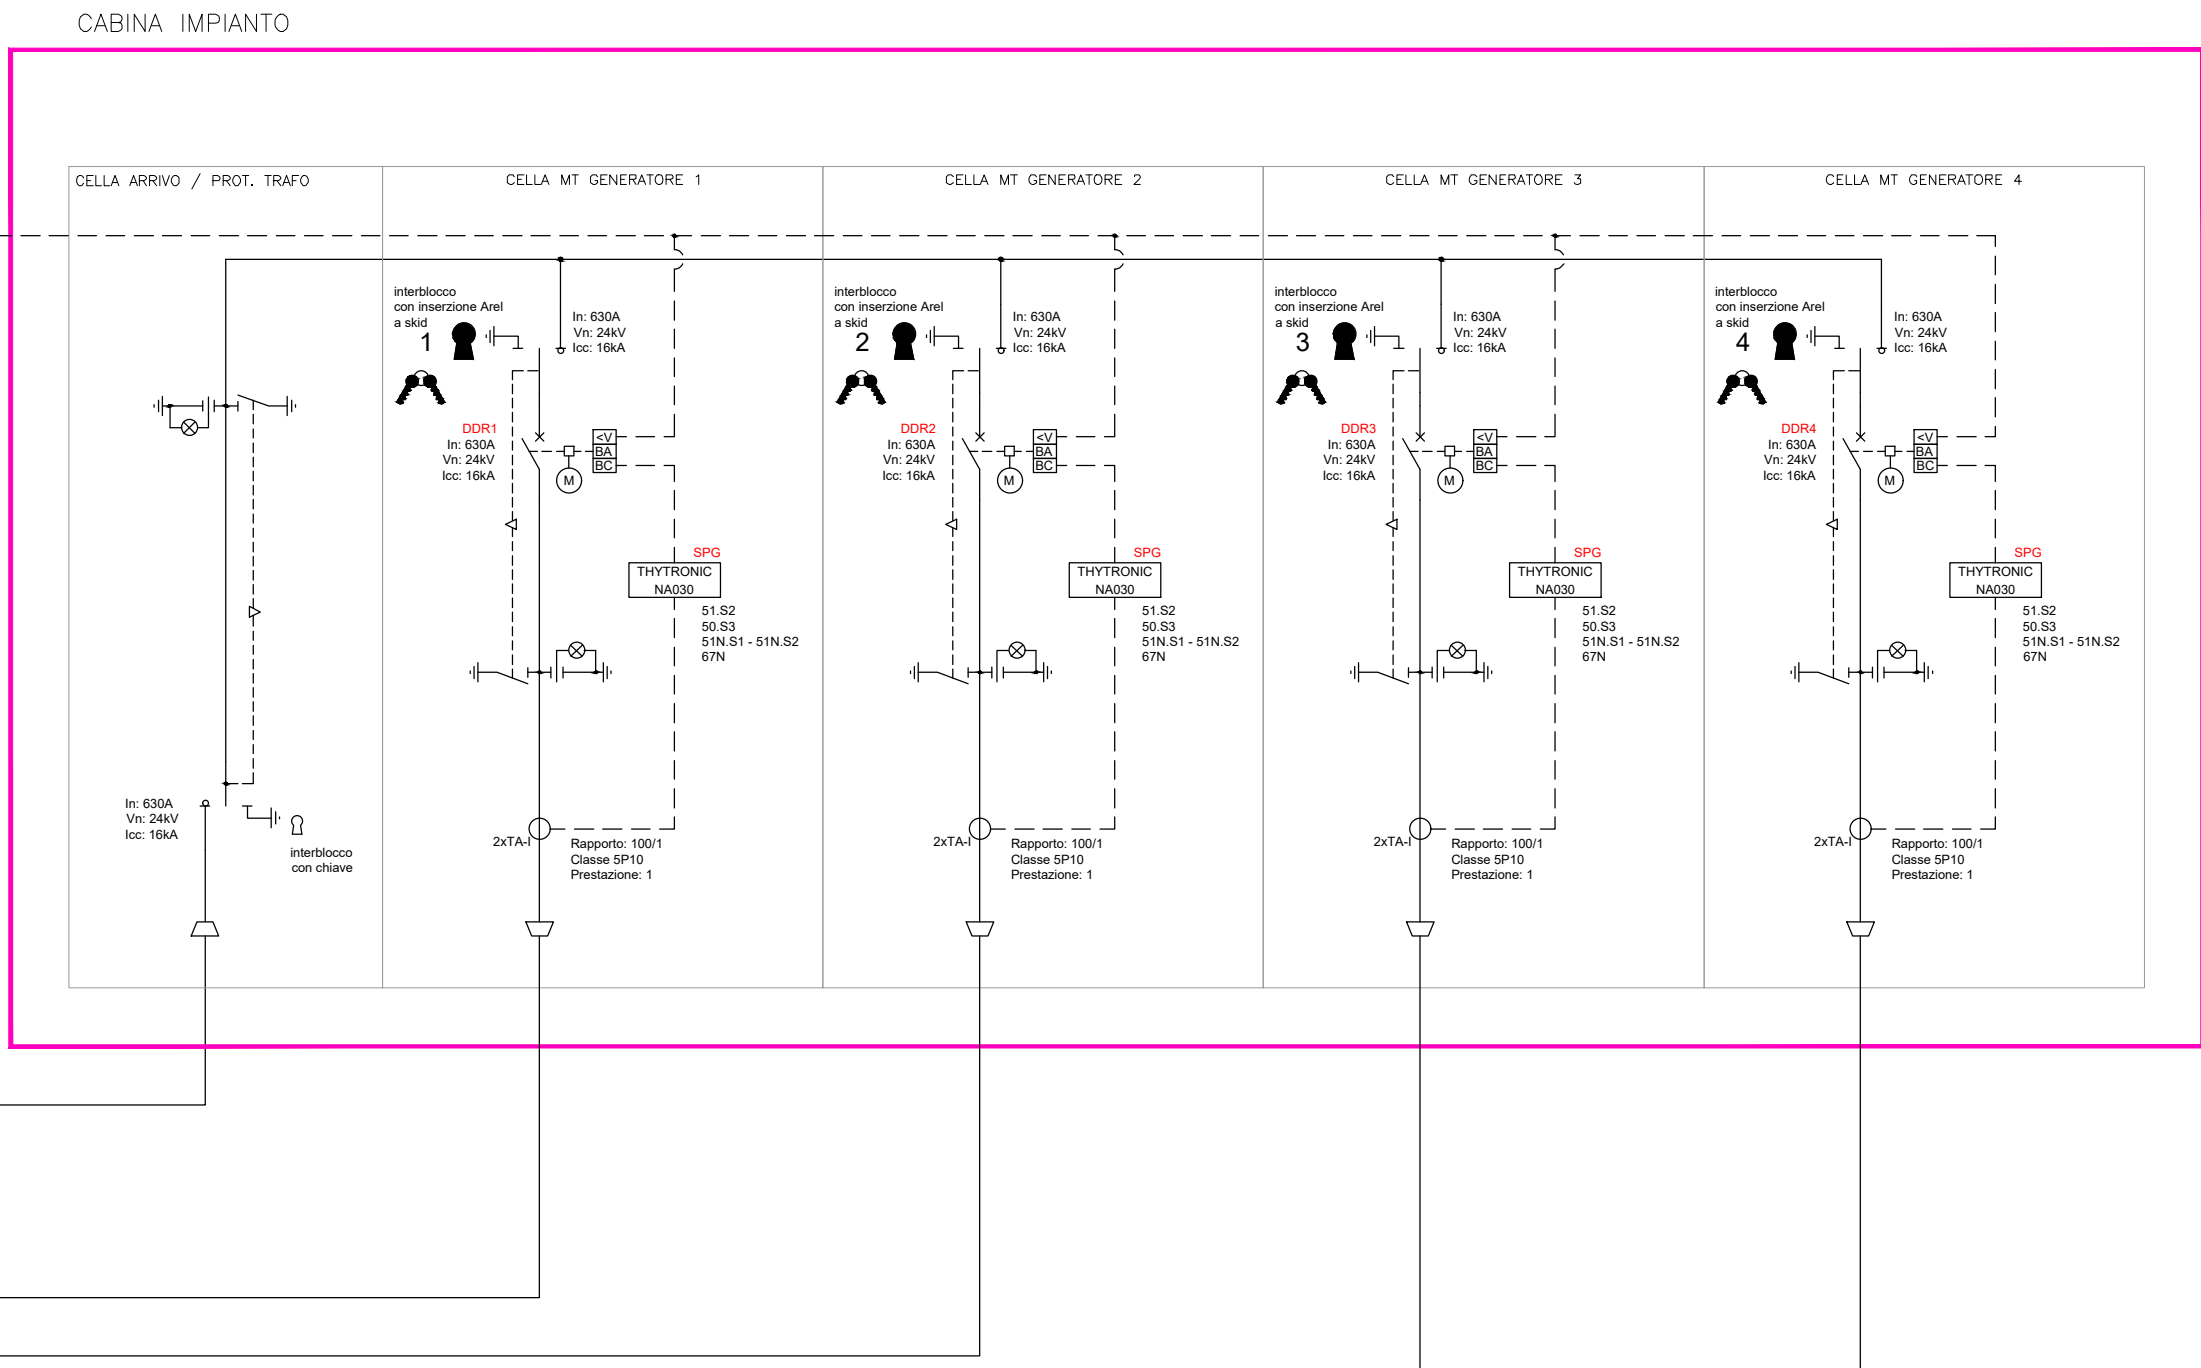 CABINA IMPIANTO
CELLA ARRIVO / PROT. TRAFO
In: 630A
Vn: 24kV
Icc: 16kA
interblocco
con chiave
CELLA MT GENERATORE 1
interblocco
con inserzione Arel
a skid
1
In: 630A
Vn: 24kV
Icc: 16kA
DDR1
In: 630A
Vn: 24kV
Icc: 16kA
<V
BA
BC
M
SPG
THYTRONIC
NA030
51.S2
50.S3
51N.S1 - 51N.S2
67N
2xTA-I
Rapporto: 100/1
Classe 5P10
Prestazione: 1
CELLA MT GENERATORE 2
interblocco
con inserzione Arel
a skid
2
In: 630A
Vn: 24kV
Icc: 16kA
DDR2
In: 630A
Vn: 24kV
Icc: 16kA
<V
BA
BC
M
SPG
THYTRONIC
NA030
51.S2
50.S3
51N.S1 - 51N.S2
67N
2xTA-I
Rapporto: 100/1
Classe 5P10
Prestazione: 1
CELLA MT GENERATORE 3
interblocco
con inserzione Arel
a skid
3
In: 630A
Vn: 24kV
Icc: 16kA
DDR3
In: 630A
Vn: 24kV
Icc: 16kA
<V
BA
BC
M
SPG
THYTRONIC
NA030
51.S2
50.S3
51N.S1 - 51N.S2
67N
2xTA-I
Rapporto: 100/1
Classe 5P10
Prestazione: 1
CELLA MT GENERATORE 4
interblocco
con inserzione Arel
a skid
4
In: 630A
Vn: 24kV
Icc: 16kA
DDR4
In: 630A
Vn: 24kV
Icc: 16kA
<V
BA
BC
M
SPG
THYTRONIC
NA030
51.S2
50.S3
51N.S1 - 51N.S2
67N
2xTA-I
Rapporto: 100/1
Classe 5P10
Prestazione: 1